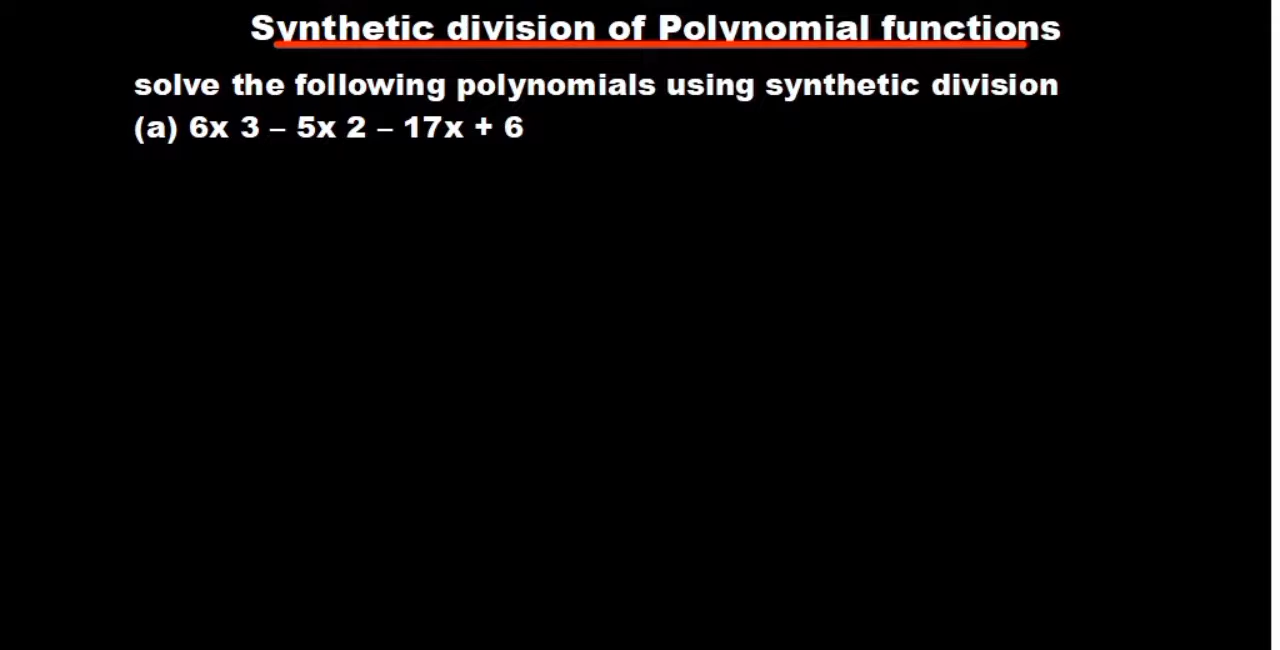 Synthetic division of Polynomial functions
solve the following polynomials using synthetic division
(a) 6x 3 – 5x 2 – 17x + 6